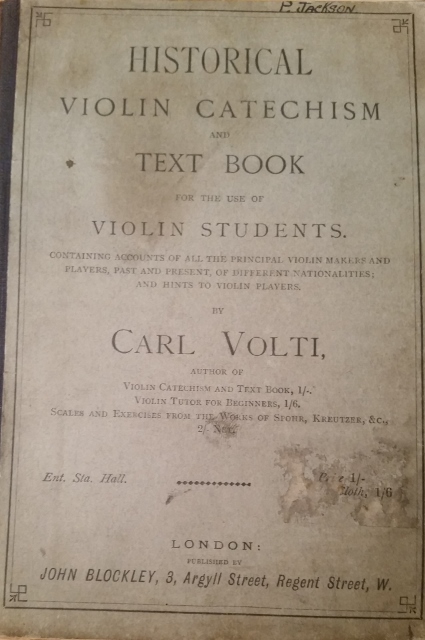 P. Jackson
HISTORICAL
VIOLIN CATECHISM
AND
TEXT BOOK
FOR THE USE OF
VIOLIN STUDENTS.
CONTAINING ACCOUNTS OF ALL THE PRINCIPAL VIOLIN MAKERS AND
PLAYERS, PAST AND PRESENT, OF DIFFERENT NATIONALITIES;
AND HINTS TO VIOLIN PLAYERS.
BY
CARL VOLTI,
AUTHOR OF
VIOLIN CATECHISM AND TEXT BOOK, 1/-.
VIOLIN TUTOR FOR BEGINNERS, 1/6.
SCALES AND EXERCISES FROM THE WORKS OF SPOHR, KREUTZER, &c.,
2/- Nett.
Ent. Sta. Hall.
Price 1/-
Cloth, 1/6
LONDON:
PUBLISHED BY
JOHN BLOCKLEY, 3, Argyll Street, Regent Street, W.